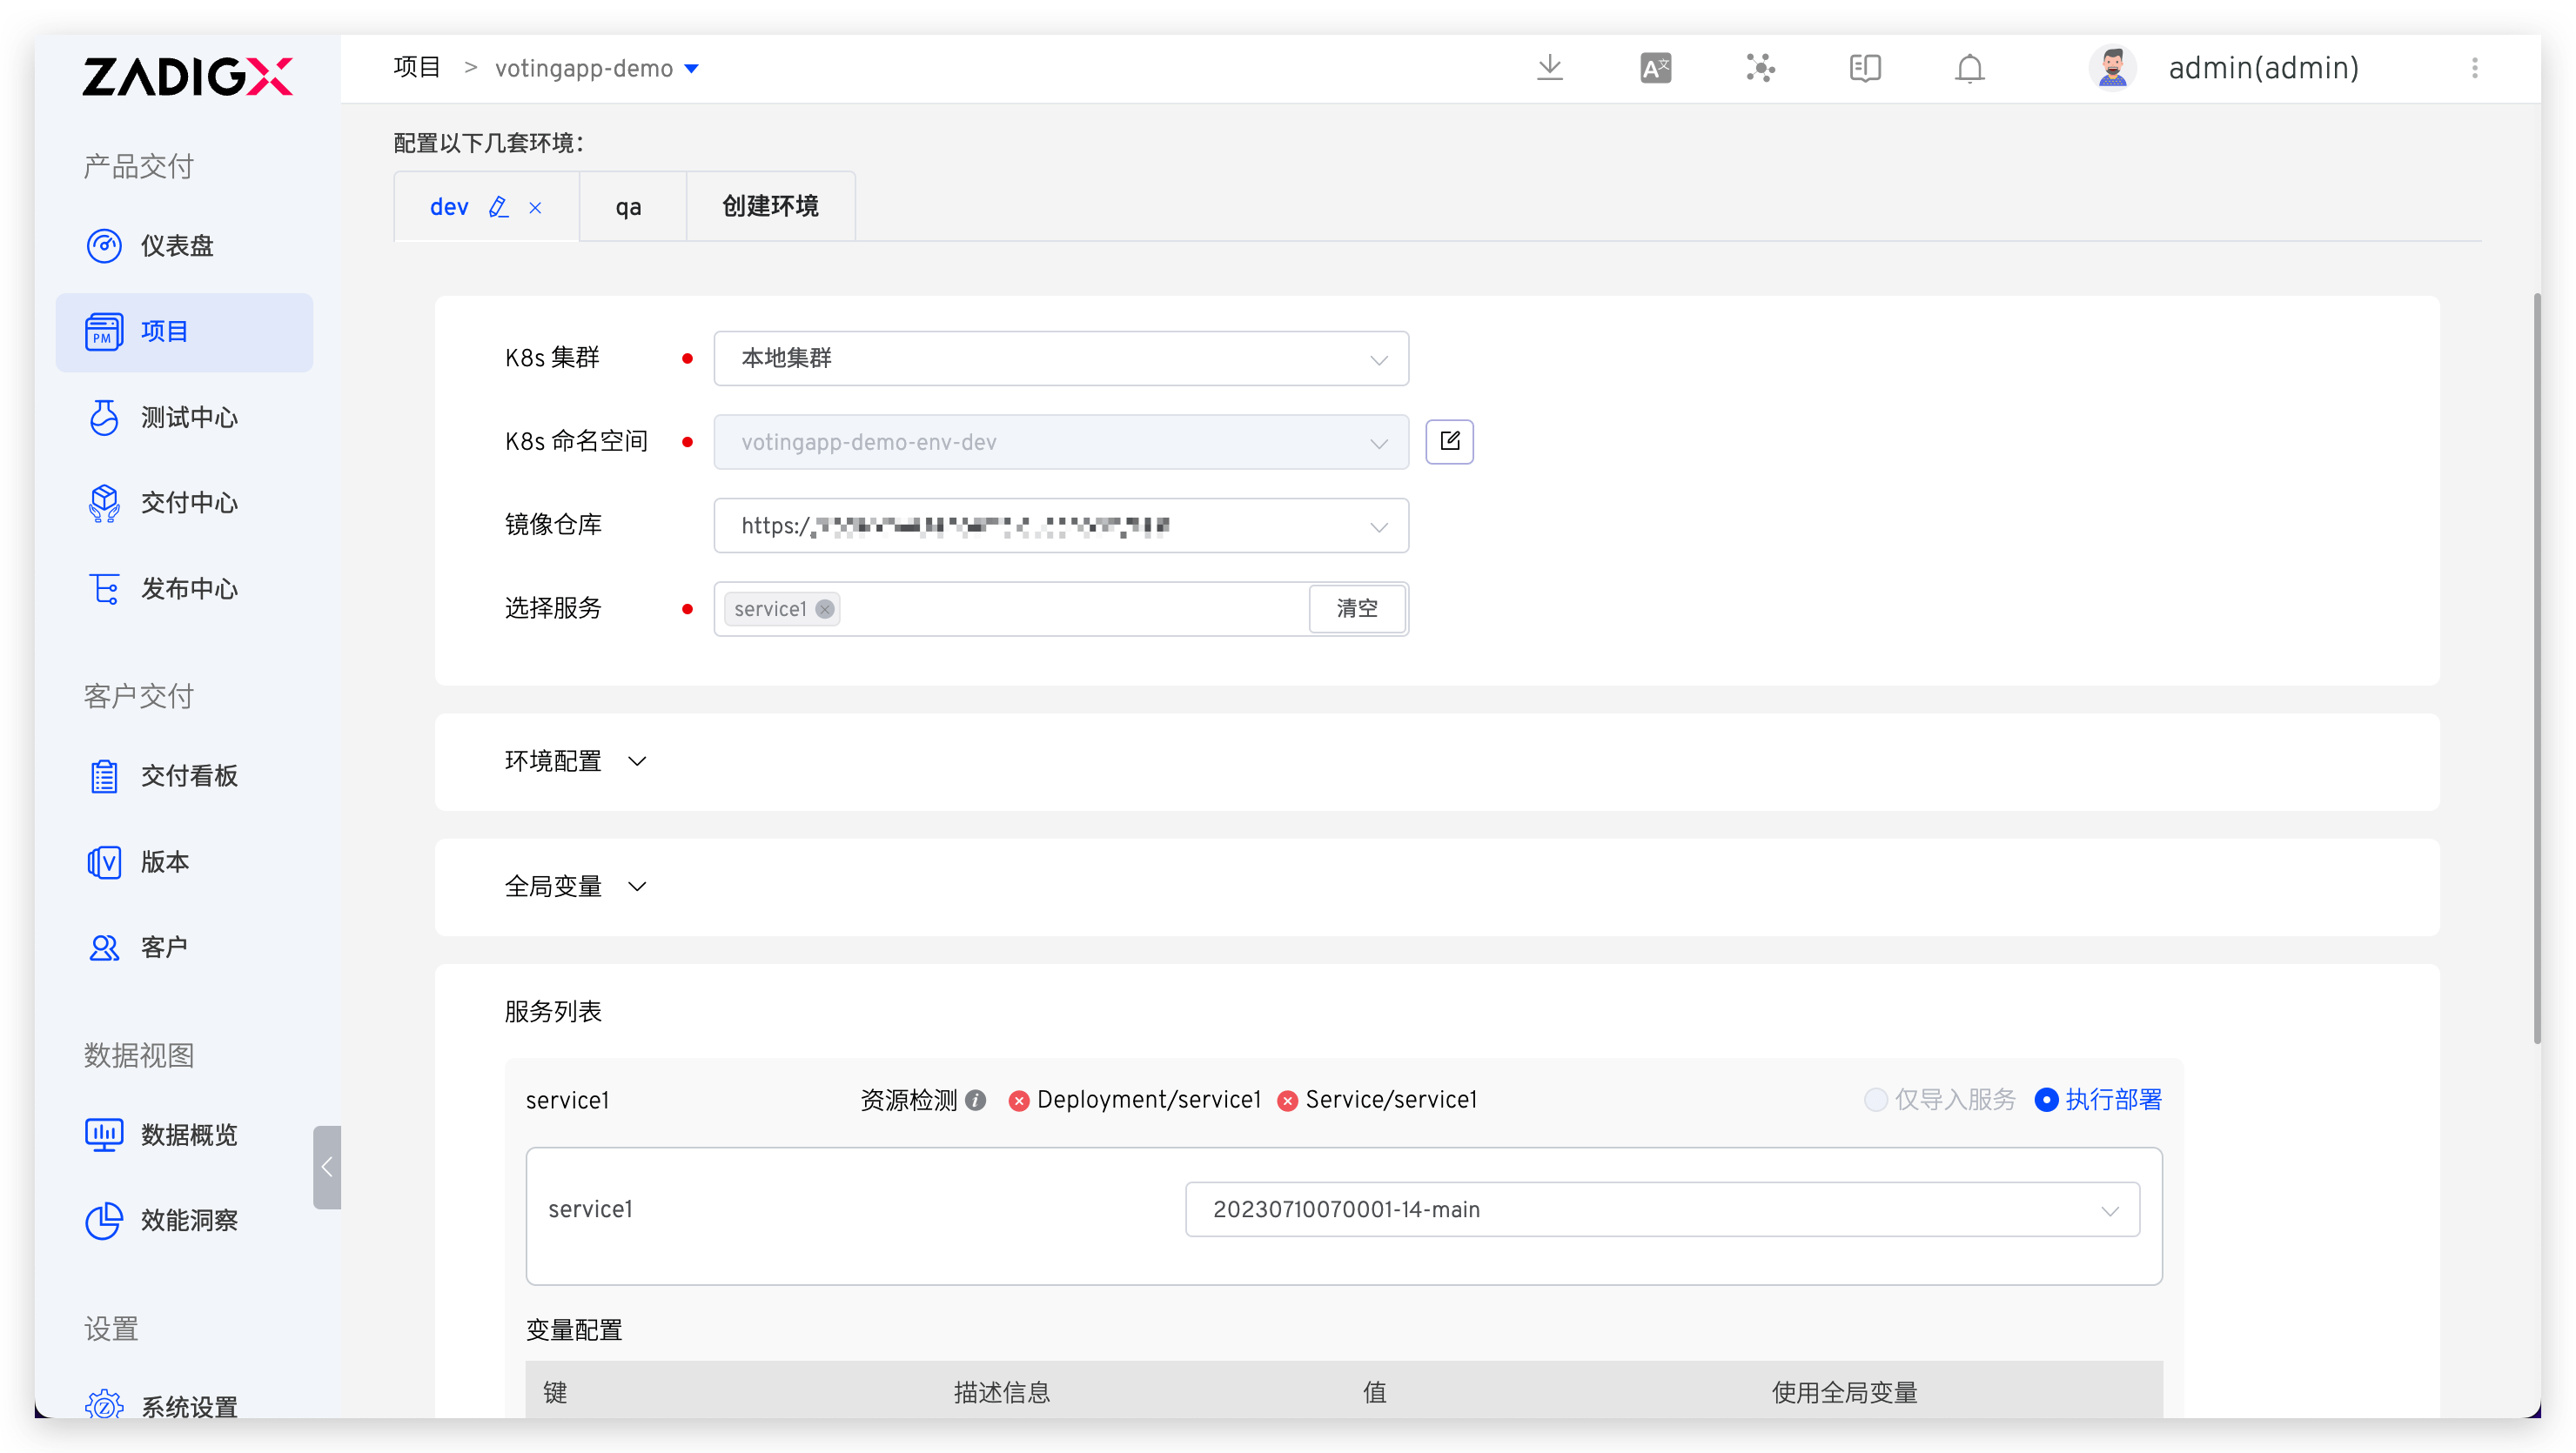 ZADIGX
项目 > votingapp-demo
admin(admin)
产品交付
仪表盘
PM 项目
测试中心
交付中心
发布中心
客户交付
交付看板
版本
客户
数据视图
数据概览
效能洞察
设置
系统设置
配置以下几套环境：
dev qa 创建环境
K8s 集群 本地集群
K8s 命名空间 votingapp-demo-env-dev
镜像仓库 https:/
选择服务 service1 清空
环境配置
全局变量
服务列表
service1 资源检测 Deployment/service1 Service/service1 仅导入服务 执行部署
service1 20230710070001-14-main
变量配置
键 描述信息 值 使用全局变量